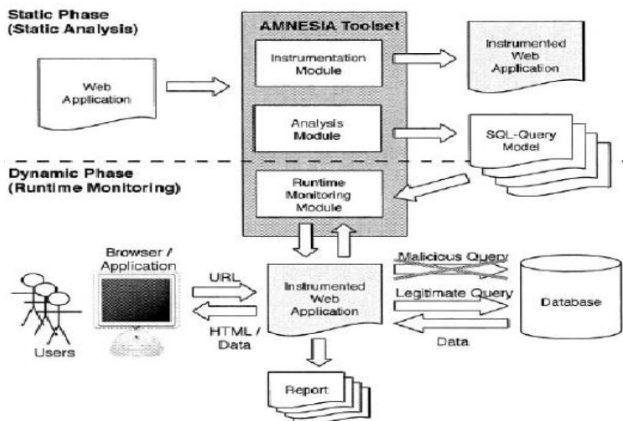 Static Phase
(Static Analysis)
AMNESIA Toolset
Web
Application
Instrumentation
Module
Instrumented
Web
Application
Analysis
Module
SQL-Query
Model
Dynamic Phase
(Runtime Monitoring)
Runtime
Monitoring
Module
Browser /
Application
URL
HTML /
Data
Users
Instrumented
Web
Application
Malicious Query
Legitimate Query
Data
Database
Report